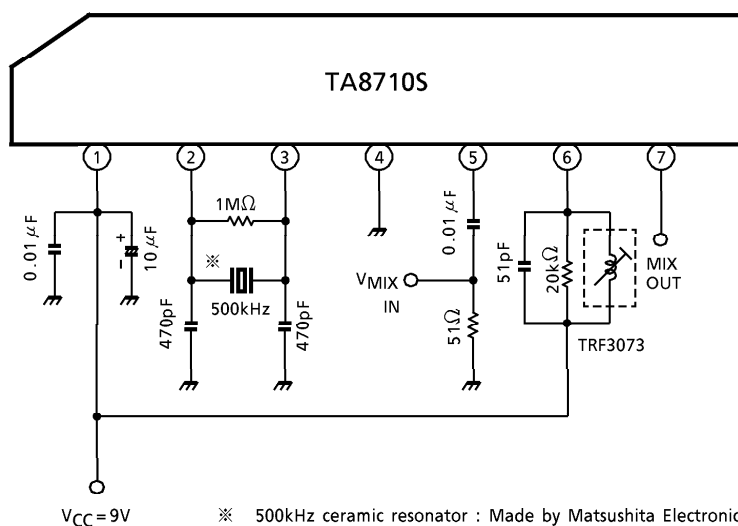 TA8710S
1 2 3 4 5 6 7
0.01μF
+
−
10μF
1MΩ
※
500kHz
470pF
470pF
0.01μF
VMIX
IN
51Ω
51pF
20kΩ
TRF3073
MIX
OUT
VCC=9V
※ 500kHz ceramic resonator : Made by Matsushita Electronic